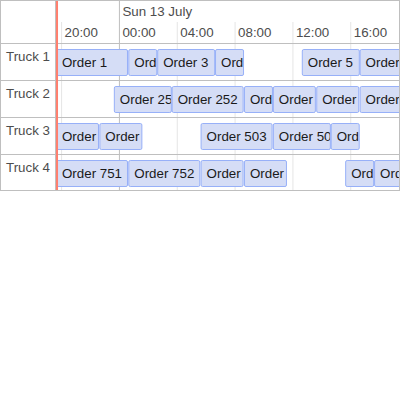 Sun 13 July
20:00 00:00 04:00 08:00 12:00 16:00
Truck 1 Order 1 Ord Order 3 Ord Order 5 Order
Truck 2 Order 25 Order 252 Ord Order Order Order
Truck 3 Order Order Order 503 Order 50 Ord
Truck 4 Order 751 Order 752 Order Order Ord Ord